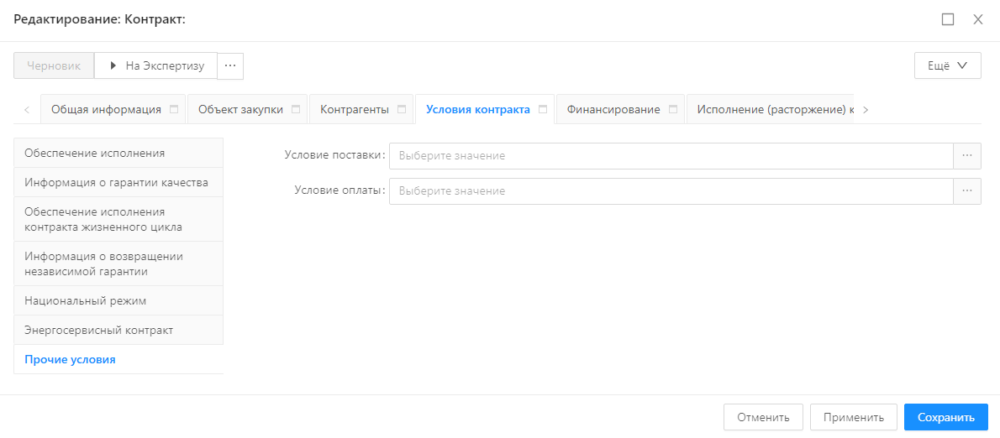 Редактирование: Контракт:
Черновик
На Экспертизу
...
Ещё
Общая информация
Объект закупки
Контрагенты
Условия контракта
Финансирование
Исполнение (расторжение) к
Обеспечение исполнения
Информация о гарантии качества
Обеспечение исполнения
контракта жизненного цикла
Информация о возвращении
независимой гарантии
Национальный режим
Энергосервисный контракт
Прочие условия
Условие поставки:
Выберите значение
...
Условие оплаты:
Выберите значение
...
Отменить
Применить
Сохранить